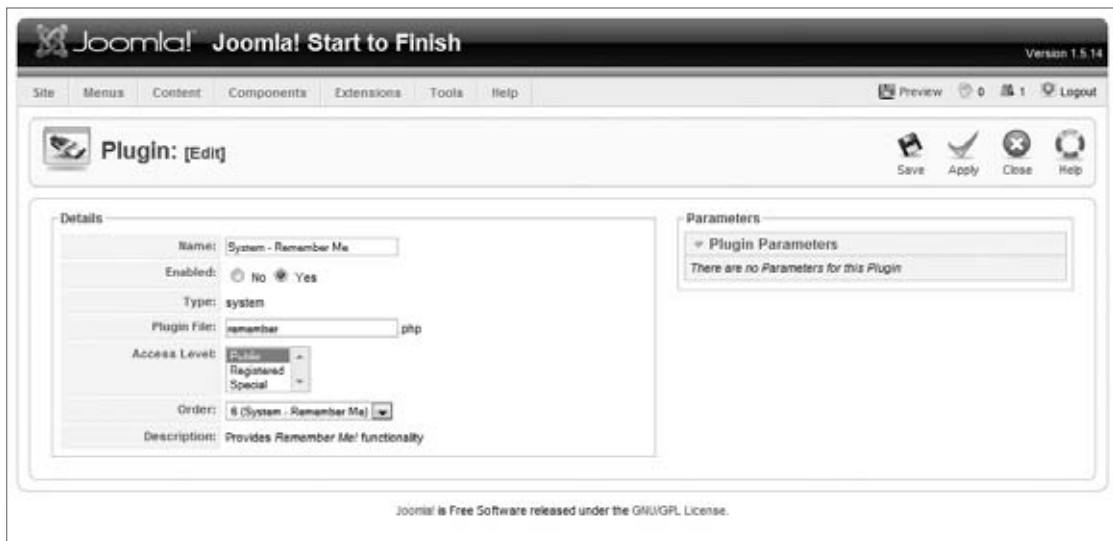 Joomla! Joomla! Start to Finish
Version 1.5.14
Site Menus Content Components Extensions Tools Help
Preview 0 1 Logout
Plugin: [Edit]
Save Apply Close Help
Details
Name: System - Remember Me
Enabled: No Yes
Type: system
Plugin File: remember .php
Access Level: Public
Registered
Special
Order: 6 (System - Remember Me)
Description: Provides Remember Me! functionality
Parameters
Plugin Parameters
There are no Parameters for this Plugin
Joomla! is Free Software released under the GNU/GPL License.